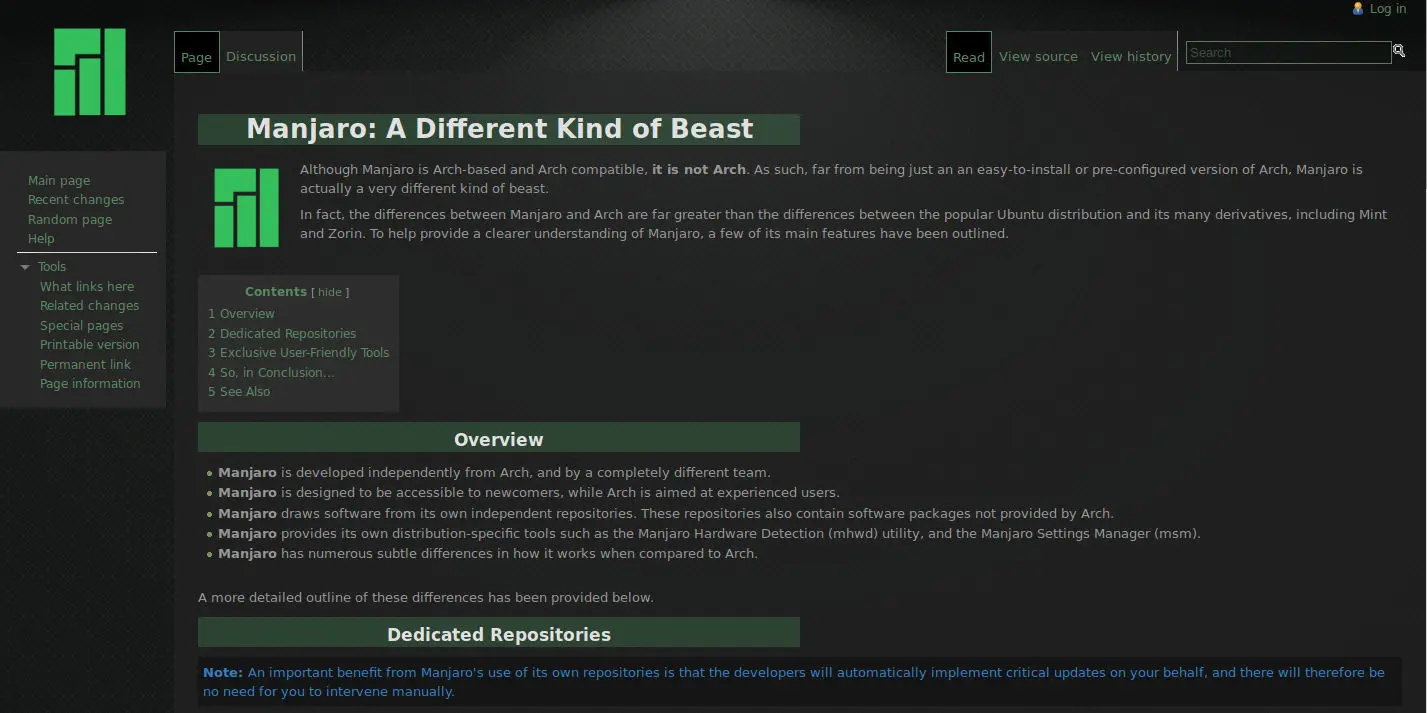 Log in
Page Discussion Read View source View history Search
Manjaro: A Different Kind of Beast
Although Manjaro is Arch-based and Arch compatible, it is not Arch. As such, far from being just an an easy-to-install or pre-configured version of Arch, Manjaro is
actually a very different kind of beast.
In fact, the differences between Manjaro and Arch are far greater than the differences between the popular Ubuntu distribution and its many derivatives, including Mint
and Zorin. To help provide a clearer understanding of Manjaro, a few of its main features have been outlined.
Main page
Recent changes
Random page
Help
Tools
What links here
Related changes
Special pages
Printable version
Permanent link
Page information
Contents [ hide ]
1 Overview
2 Dedicated Repositories
3 Exclusive User-Friendly Tools
4 So, in Conclusion...
5 See Also
Overview
Manjaro is developed independently from Arch, and by a completely different team.
Manjaro is designed to be accessible to newcomers, while Arch is aimed at experienced users.
Manjaro draws software from its own independent repositories. These repositories also contain software packages not provided by Arch.
Manjaro provides its own distribution-specific tools such as the Manjaro Hardware Detection (mhwd) utility, and the Manjaro Settings Manager (msm).
Manjaro has numerous subtle differences in how it works when compared to Arch.
A more detailed outline of these differences has been provided below.
Dedicated Repositories
Note: An important benefit from Manjaro's use of its own repositories is that the developers will automatically implement critical updates on your behalf, and there will therefore be
no need for you to intervene manually.